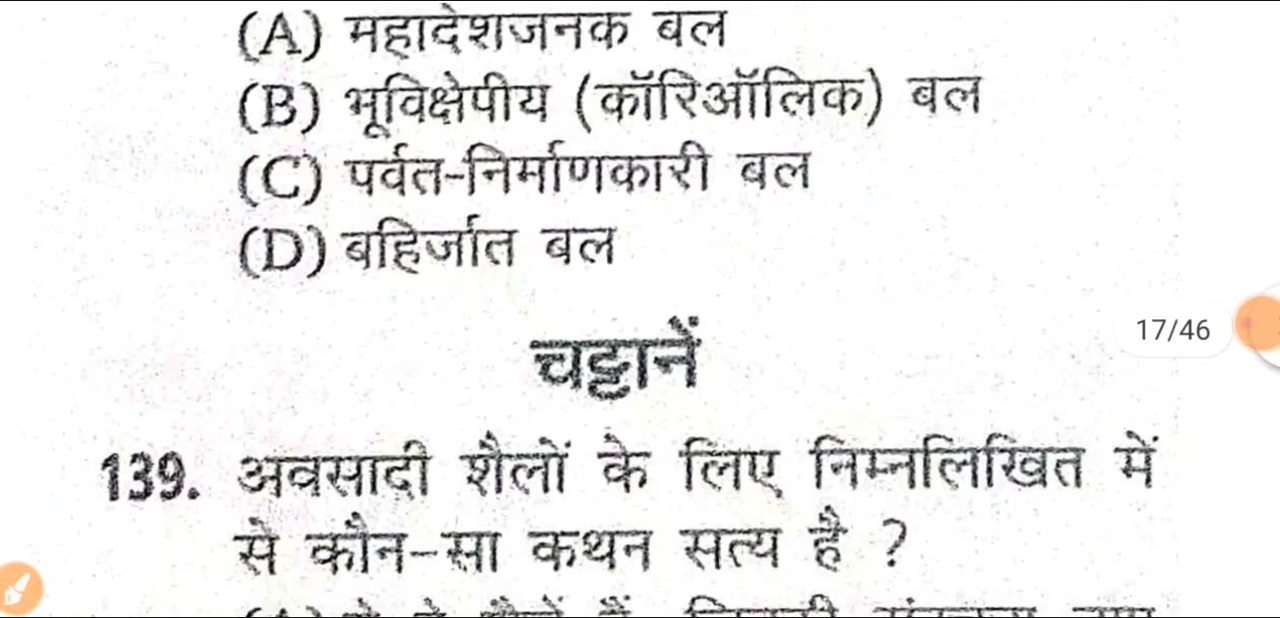 (A) महादेशजनक बल
(B) भूविक्षेपीय (कॉरिऑलिक) बल
(C) पर्वत-निर्माणकारी बल
(D) बहिर्जात बल
17/46
चट्टानें
139. अवसादी शैलों के लिए निम्नलिखित में
से कौन-सा कथन सत्य है ?